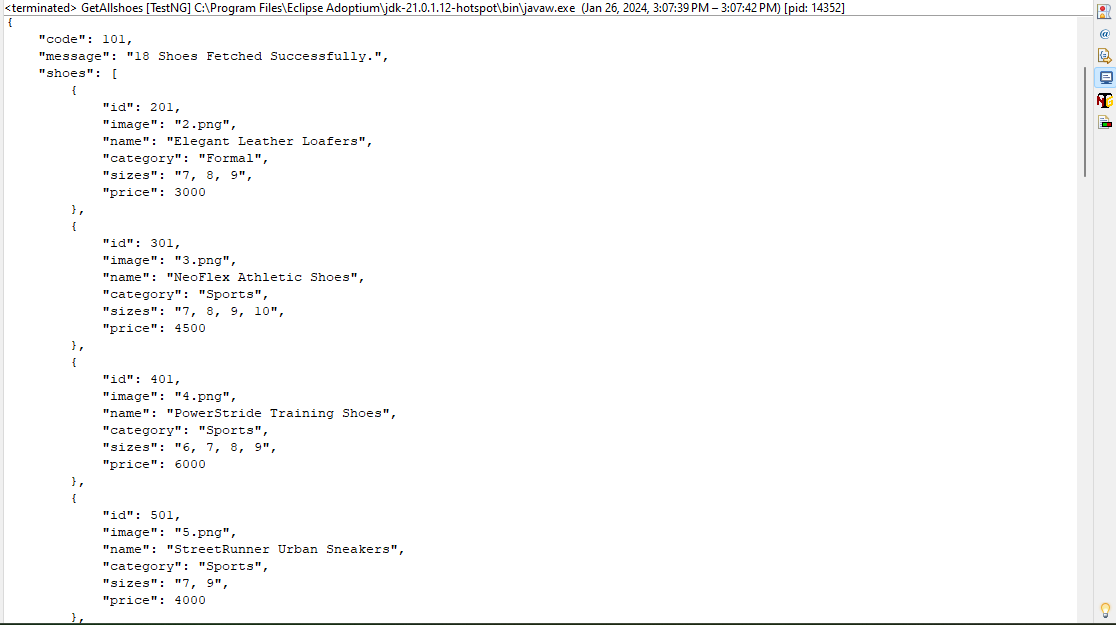 <terminated> GetAllshoes [TestNG] C:\Program Files\Eclipse Adoptium\jdk-21.0.1.12-hotspot\bin\javaw.exe (Jan 26, 2024, 3:07:39 PM – 3:07:42 PM) [pid: 14352]
{
    "code": 101,
    "message": "18 Shoes Fetched Successfully.",
    "shoes": [
        {
            "id": 201,
            "image": "2.png",
            "name": "Elegant Leather Loafers",
            "category": "Formal",
            "sizes": "7, 8, 9",
            "price": 3000
        },
        {
            "id": 301,
            "image": "3.png",
            "name": "NeoFlex Athletic Shoes",
            "category": "Sports",
            "sizes": "7, 8, 9, 10",
            "price": 4500
        },
        {
            "id": 401,
            "image": "4.png",
            "name": "PowerStride Training Shoes",
            "category": "Sports",
            "sizes": "6, 7, 8, 9",
            "price": 6000
        },
        {
            "id": 501,
            "image": "5.png",
            "name": "StreetRunner Urban Sneakers",
            "category": "Sports",
            "sizes": "7, 9",
            "price": 4000
        },